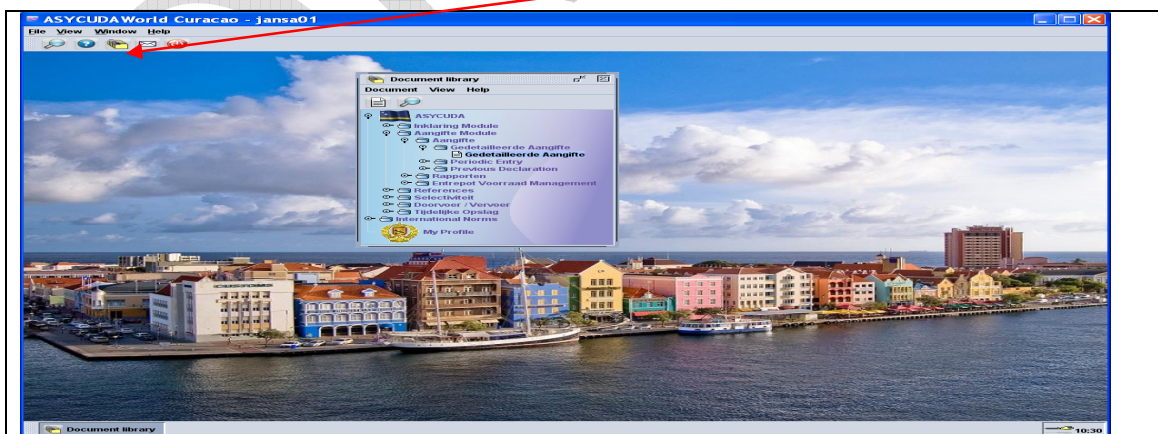 ASYCUDAWorld Curacao - jansa01
File View Window Help
Document library
Document View Help
ASYCUDA
Inklaring Module
Aangifte Module
Aangifte
Gedetailleerde Aangifte
Gedetailleerde Aangifte
Periodic Entry
Previous Declaration
Rapporten
Entrepot Voorraad Management
References
Selectiviteit
Doorvoer / Vervoer
Tijdelijke Opslag
International Norms
My Profile
CUSTOMS
Document library
10:30